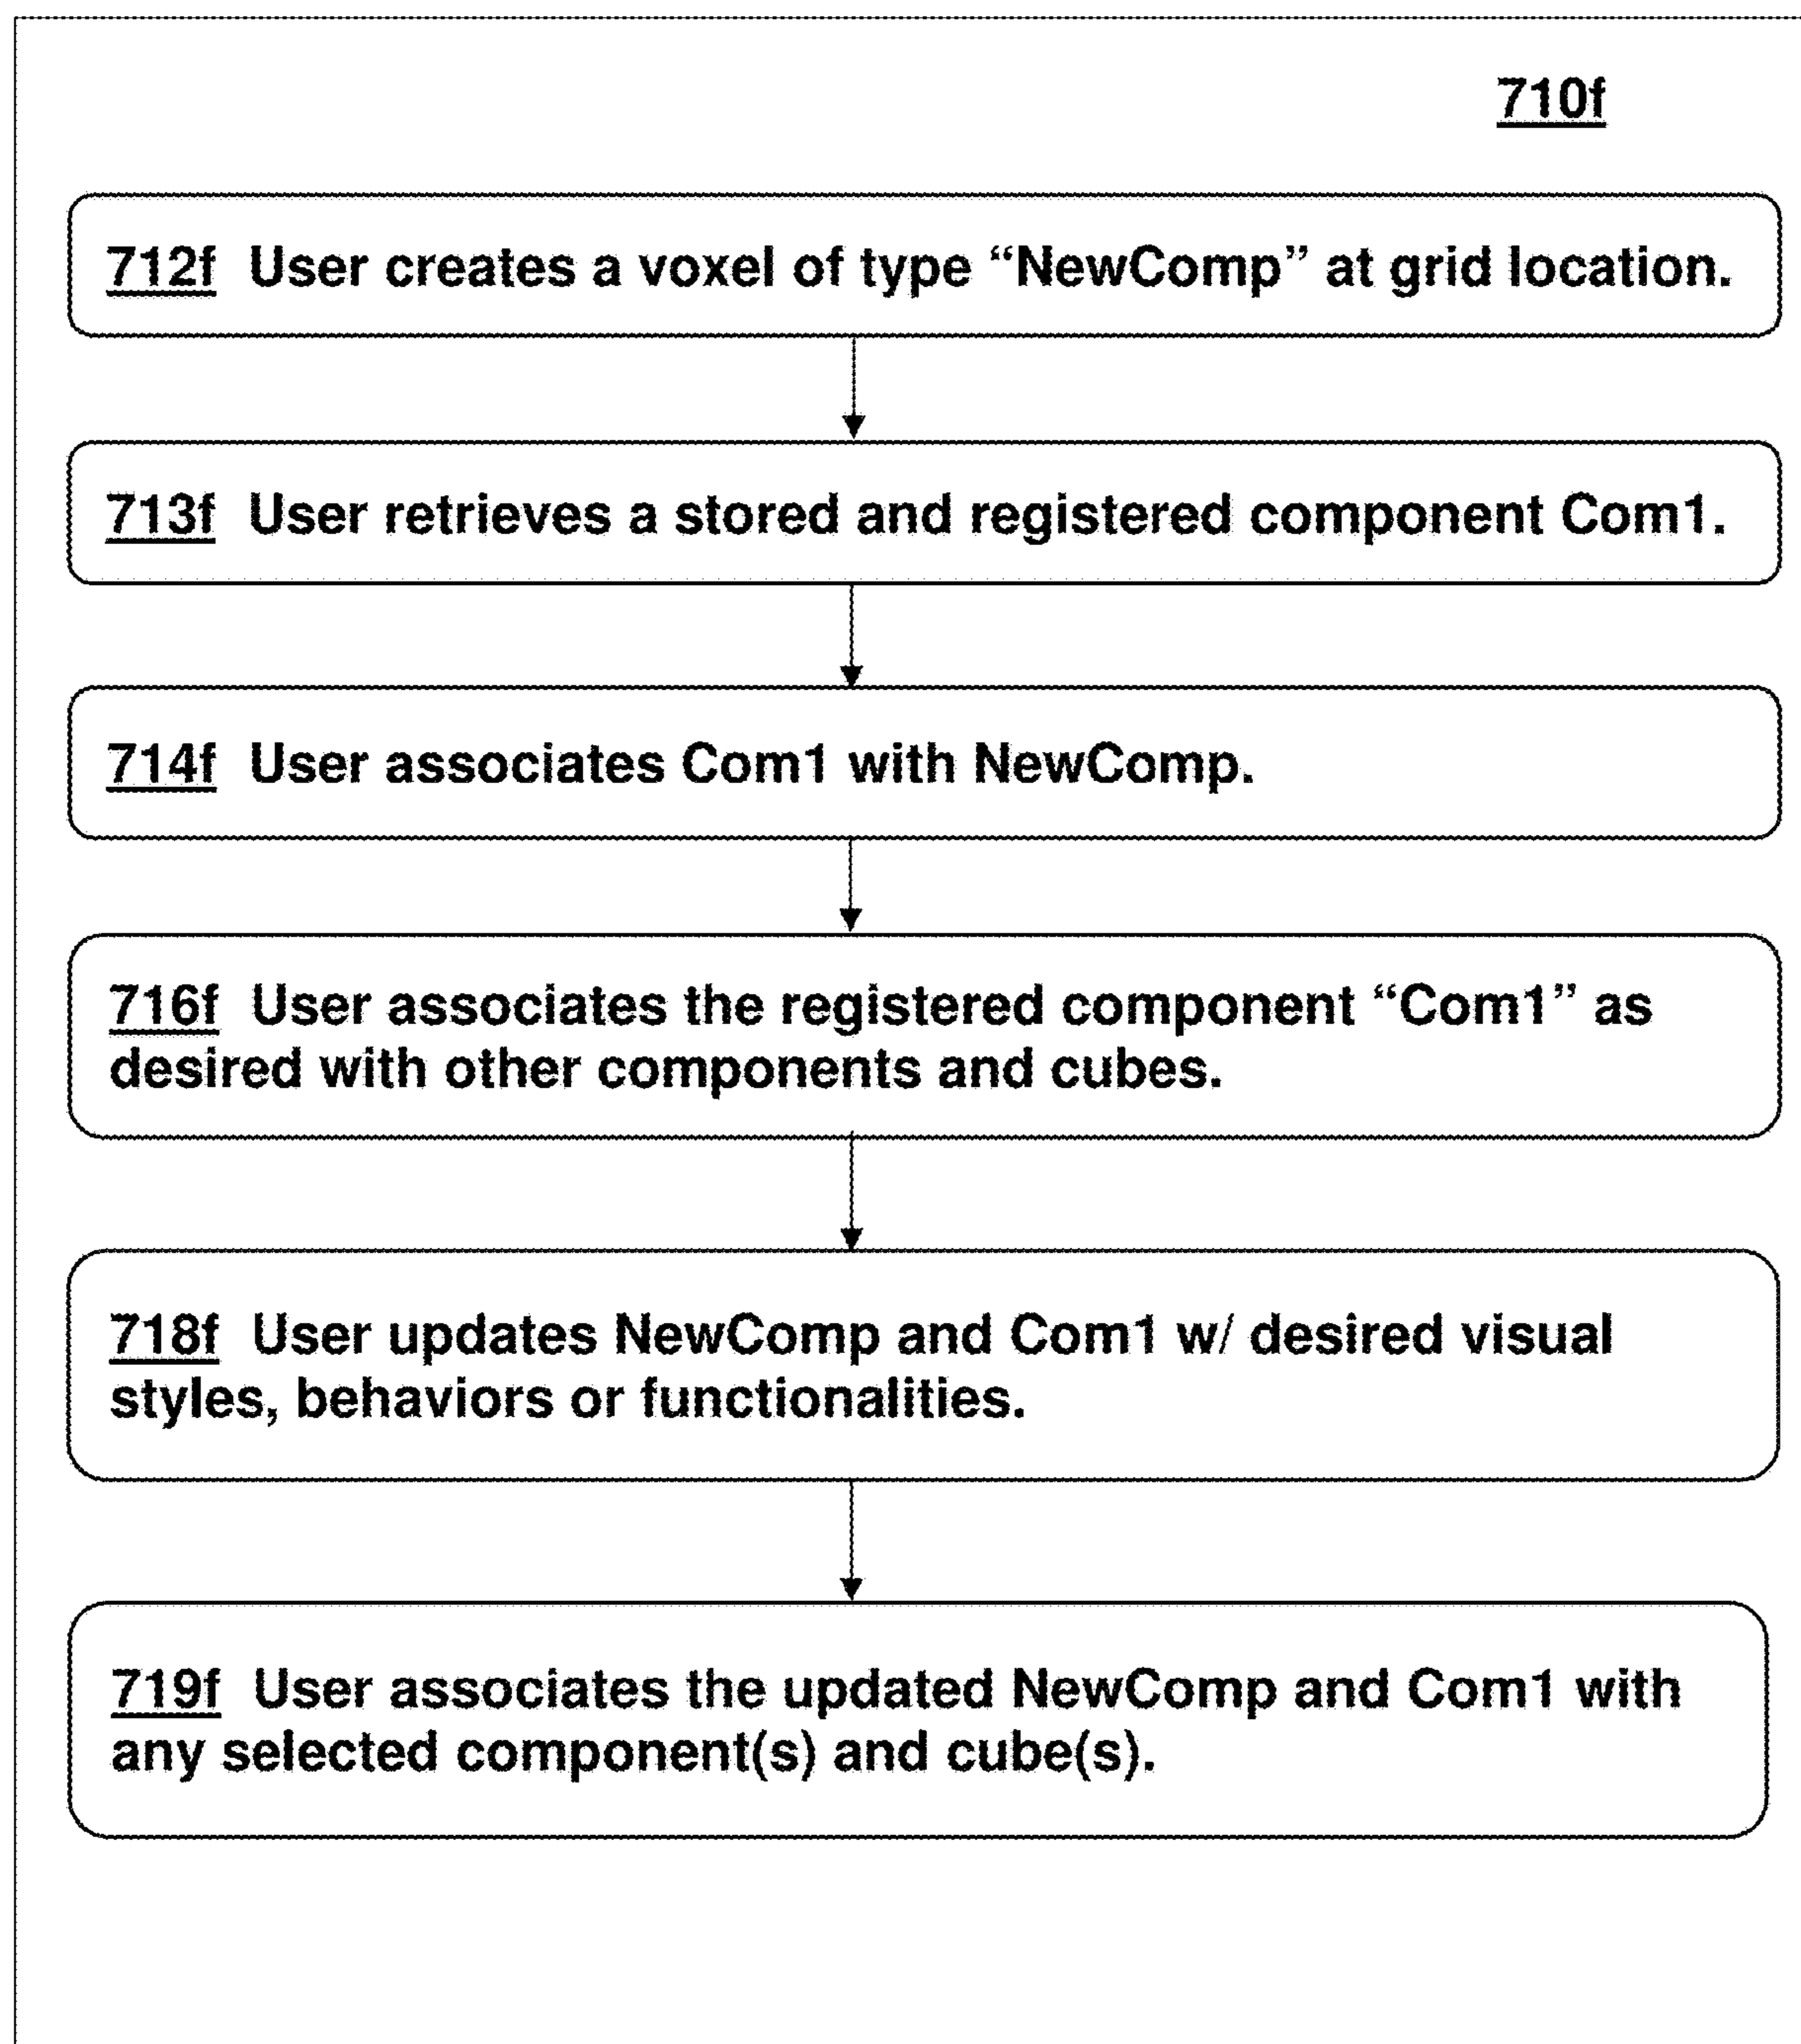 710f
712f User creates a voxel of type “NewComp” at grid location.
713f User retrieves a stored and registered component Com1.
714f User associates Com1 with NewComp.
716f User associates the registered component “Com1” as
desired with other components and cubes.
718f User updates NewComp and Com1 w/ desired visual
styles, behaviors or functionalities.
719f User associates the updated NewComp and Com1 with
any selected component(s) and cube(s).